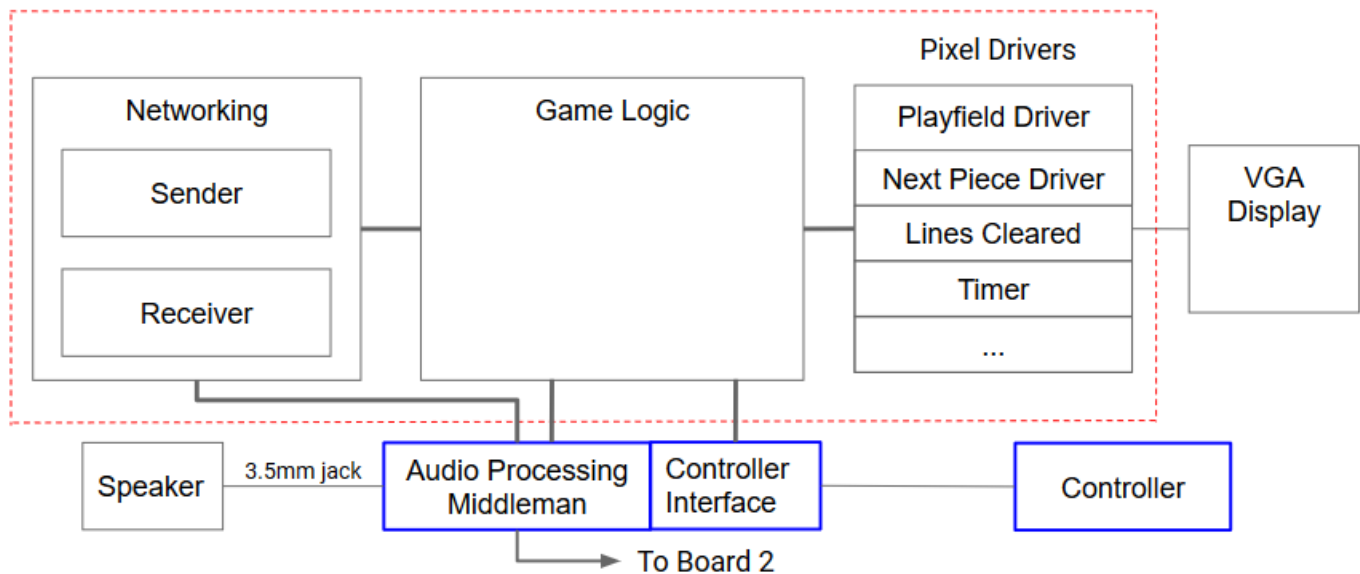 Pixel Drivers
Networking
Sender
Receiver
Game Logic
Playfield Driver
Next Piece Driver
Lines Cleared
Timer
...
VGA
Display
Speaker
3.5mm jack
Audio Processing
Middleman
Controller
Interface
Controller
To Board 2